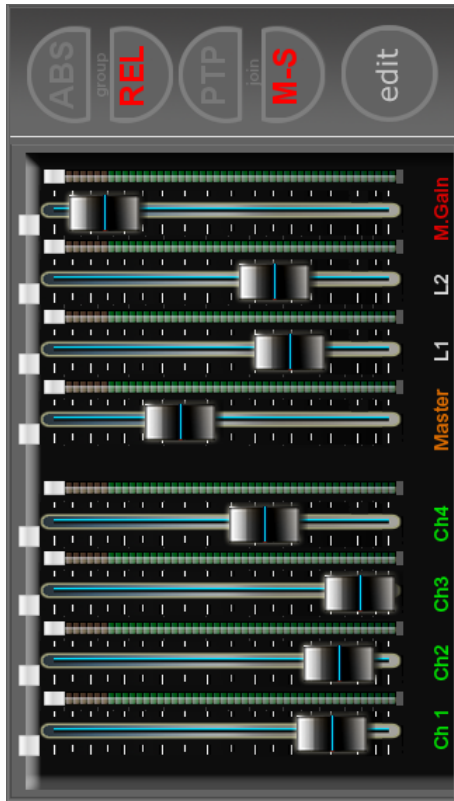 ABS
group
REL
PTP
join
M-S
edit
M.Gain
L2
L1
Master
Ch4
Ch3
Ch2
Ch 1